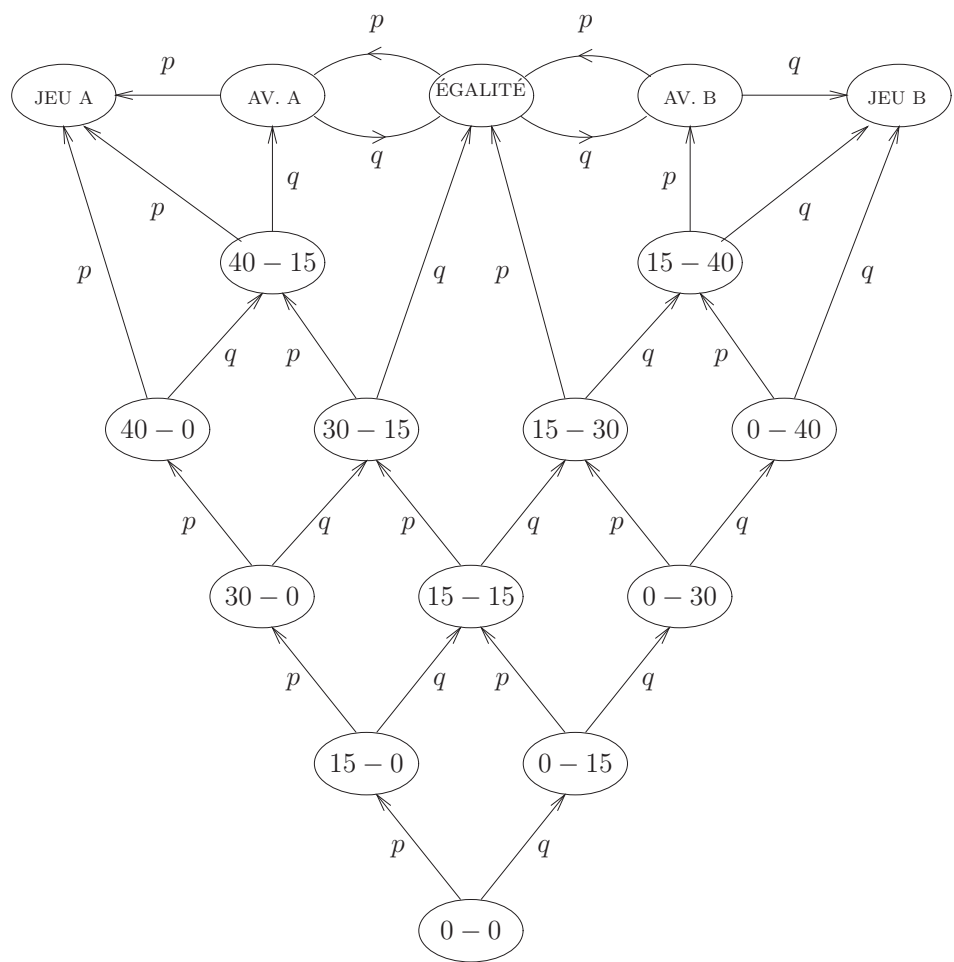 p p
p q
JEU A AV. A ÉGALITÉ AV. B JEU B
q q
q p
p q
40 − 15 15 − 40
p q p q
q p q p
40 − 0 30 − 15 15 − 30 0 − 40
p q p q p q
30 − 0 15 − 15 0 − 30
p q p q
15 − 0 0 − 15
p q
0 − 0